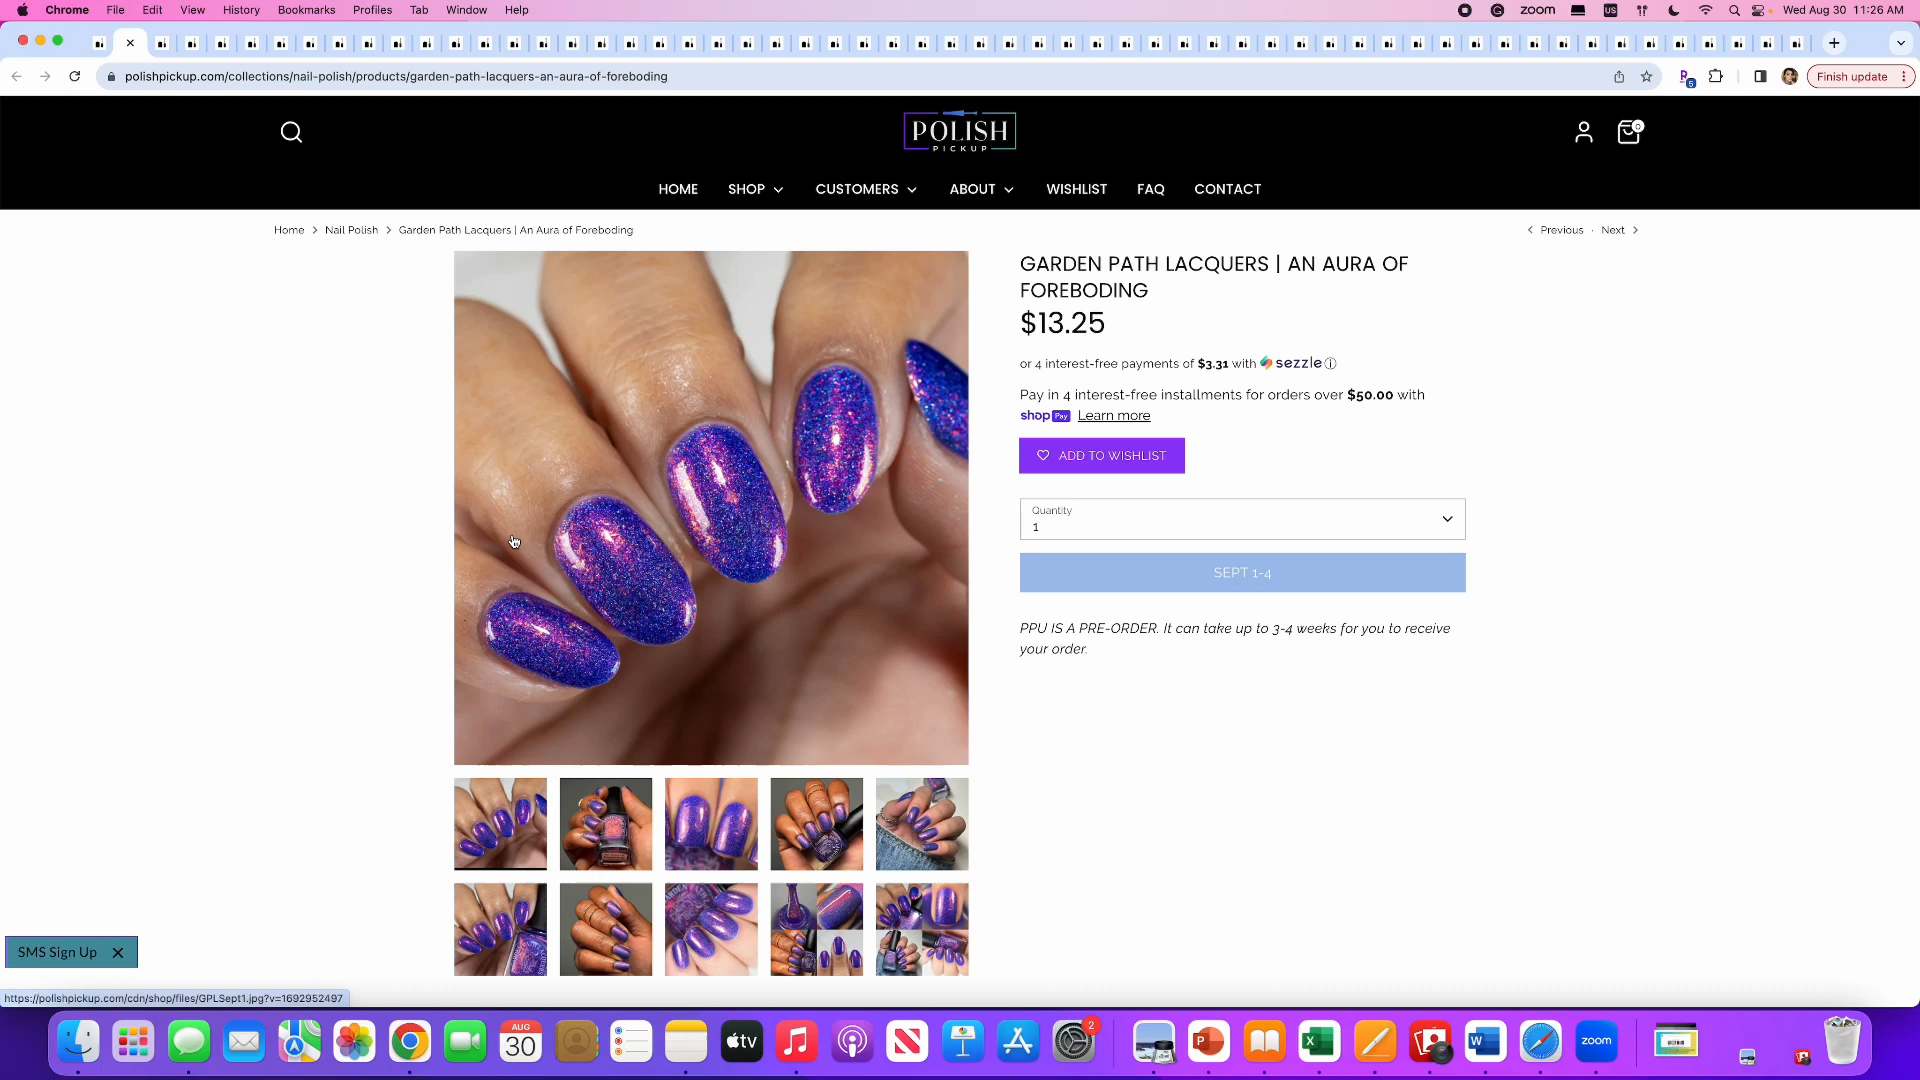 Chrome File Edit View History Bookmarks Profiles Tab Window Help
zoom US Wed Aug 30 11:26 AM
polishpickup.com/collections/nail-polish/products/garden-path-lacquers-an-aura-of-foreboding
5
Finish update
POLISH
PICKUP
0
HOME SHOP CUSTOMERS ABOUT WISHLIST FAQ CONTACT
Home > Nail Polish > Garden Path Lacquers | An Aura of Foreboding
< Previous · Next >
GARDEN PATH LACQUERS | AN AURA OF
FOREBODING
$13.25
or 4 interest-free payments of $3.31 with sezzle
Pay in 4 interest-free installments for orders over $50.00 with
shop Pay Learn more
ADD TO WISHLIST
Quantity
1
SEPT 1-4
PPU IS A PRE-ORDER. It can take up to 3-4 weeks for you to receive
your order.
SMS Sign Up
https://polishpickup.com/cdn/shop/files/GPLSept1.jpg?v=1692952497
AUG
30
tv
2
zoom